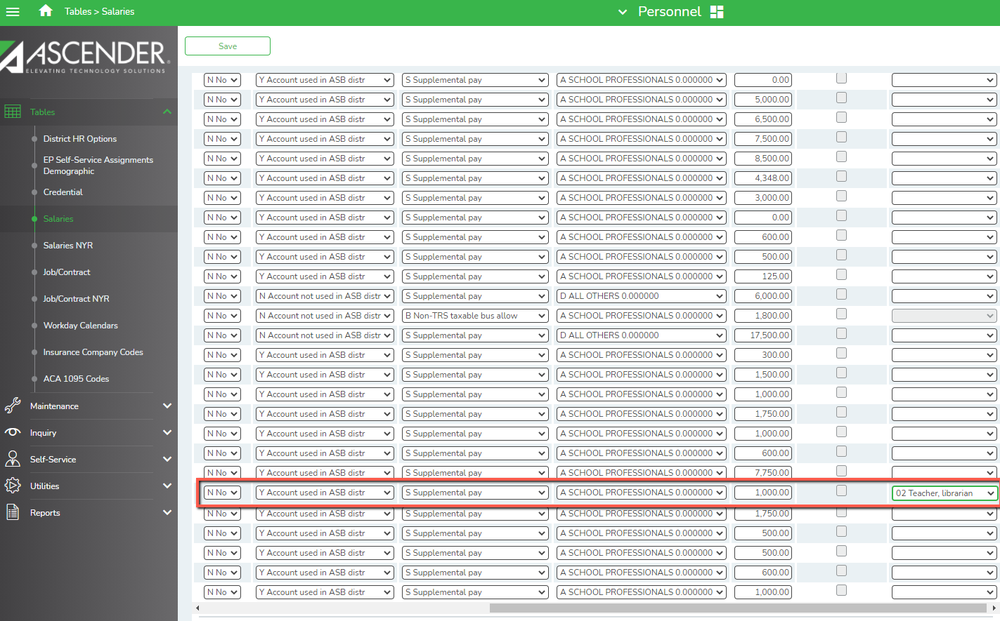 Tables > Salaries
Personnel
ASCENDER
ELEVATING TECHNOLOGY SOLUTIONS
Save
Tables
District HR Options
EP Self-Service Assignments
Demographic
Credential
Salaries
Salaries NYR
Job/Contract
Job/Contract NYR
Workday Calendars
Insurance Company Codes
ACA 1095 Codes
Maintenance
Inquiry
Self-Service
Utilities
Reports
N No Y Account used in ASB distr S Supplemental pay A SCHOOL PROFESSIONALS 0.000000 0.00
N No Y Account used in ASB distr S Supplemental pay A SCHOOL PROFESSIONALS 0.000000 5,000.00
N No Y Account used in ASB distr S Supplemental pay A SCHOOL PROFESSIONALS 0.000000 6,500.00
N No Y Account used in ASB distr S Supplemental pay A SCHOOL PROFESSIONALS 0.000000 7,500.00
N No Y Account used in ASB distr S Supplemental pay A SCHOOL PROFESSIONALS 0.000000 8,500.00
N No Y Account used in ASB distr S Supplemental pay A SCHOOL PROFESSIONALS 0.000000 4,348.00
N No Y Account used in ASB distr S Supplemental pay A SCHOOL PROFESSIONALS 0.000000 3,000.00
N No Y Account used in ASB distr S Supplemental pay A SCHOOL PROFESSIONALS 0.000000 0.00
N No Y Account used in ASB distr S Supplemental pay A SCHOOL PROFESSIONALS 0.000000 600.00
N No Y Account used in ASB distr S Supplemental pay A SCHOOL PROFESSIONALS 0.000000 500.00
N No Y Account used in ASB distr S Supplemental pay A SCHOOL PROFESSIONALS 0.000000 125.00
N No N Account not used in ASB distr S Supplemental pay D ALL OTHERS 0.000000 6,000.00
N No N Account not used in ASB distr B Non-TRS taxable bus allow A SCHOOL PROFESSIONALS 0.000000 1,800.00
N No N Account not used in ASB distr S Supplemental pay D ALL OTHERS 0.000000 17,500.00
N No Y Account used in ASB distr S Supplemental pay A SCHOOL PROFESSIONALS 0.000000 300.00
N No Y Account used in ASB distr S Supplemental pay A SCHOOL PROFESSIONALS 0.000000 1,500.00
N No Y Account used in ASB distr S Supplemental pay A SCHOOL PROFESSIONALS 0.000000 1,000.00
N No Y Account used in ASB distr S Supplemental pay A SCHOOL PROFESSIONALS 0.000000 1,750.00
N No Y Account used in ASB distr S Supplemental pay A SCHOOL PROFESSIONALS 0.000000 1,000.00
N No Y Account used in ASB distr S Supplemental pay A SCHOOL PROFESSIONALS 0.000000 600.00
N No Y Account used in ASB distr S Supplemental pay A SCHOOL PROFESSIONALS 0.000000 7,750.00
N No Y Account used in ASB distr S Supplemental pay A SCHOOL PROFESSIONALS 0.000000 1,000.00 02 Teacher, librarian
N No Y Account used in ASB distr S Supplemental pay A SCHOOL PROFESSIONALS 0.000000 1,750.00
N No Y Account used in ASB distr S Supplemental pay A SCHOOL PROFESSIONALS 0.000000 500.00
N No Y Account used in ASB distr S Supplemental pay A SCHOOL PROFESSIONALS 0.000000 500.00
N No Y Account used in ASB distr S Supplemental pay A SCHOOL PROFESSIONALS 0.000000 600.00
N No Y Account used in ASB distr S Supplemental pay A SCHOOL PROFESSIONALS 0.000000 1,000.00